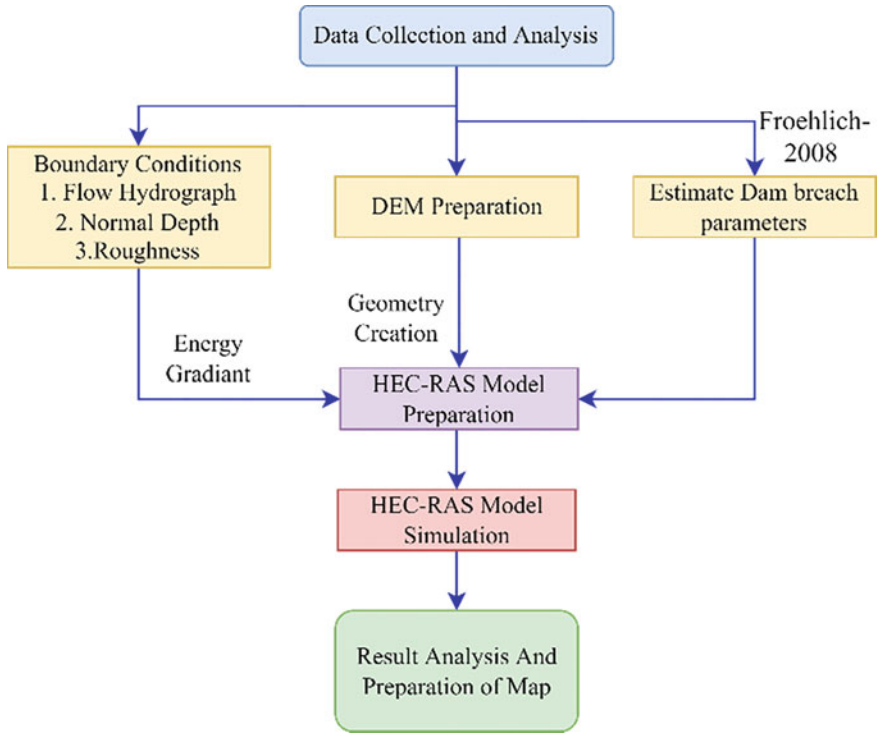 Data Collection and Analysis
Froehlich-
2008
Boundary Conditions
1. Flow Hydrograph
2. Normal Depth
3.Roughness
DEM Preparation
Estimate Dam breach
parameters
Geometry
Creation
Energy
Gradiant
HEC-RAS Model
Preparation
HEC-RAS Model
Simulation
Result Analysis And
Preparation of Map